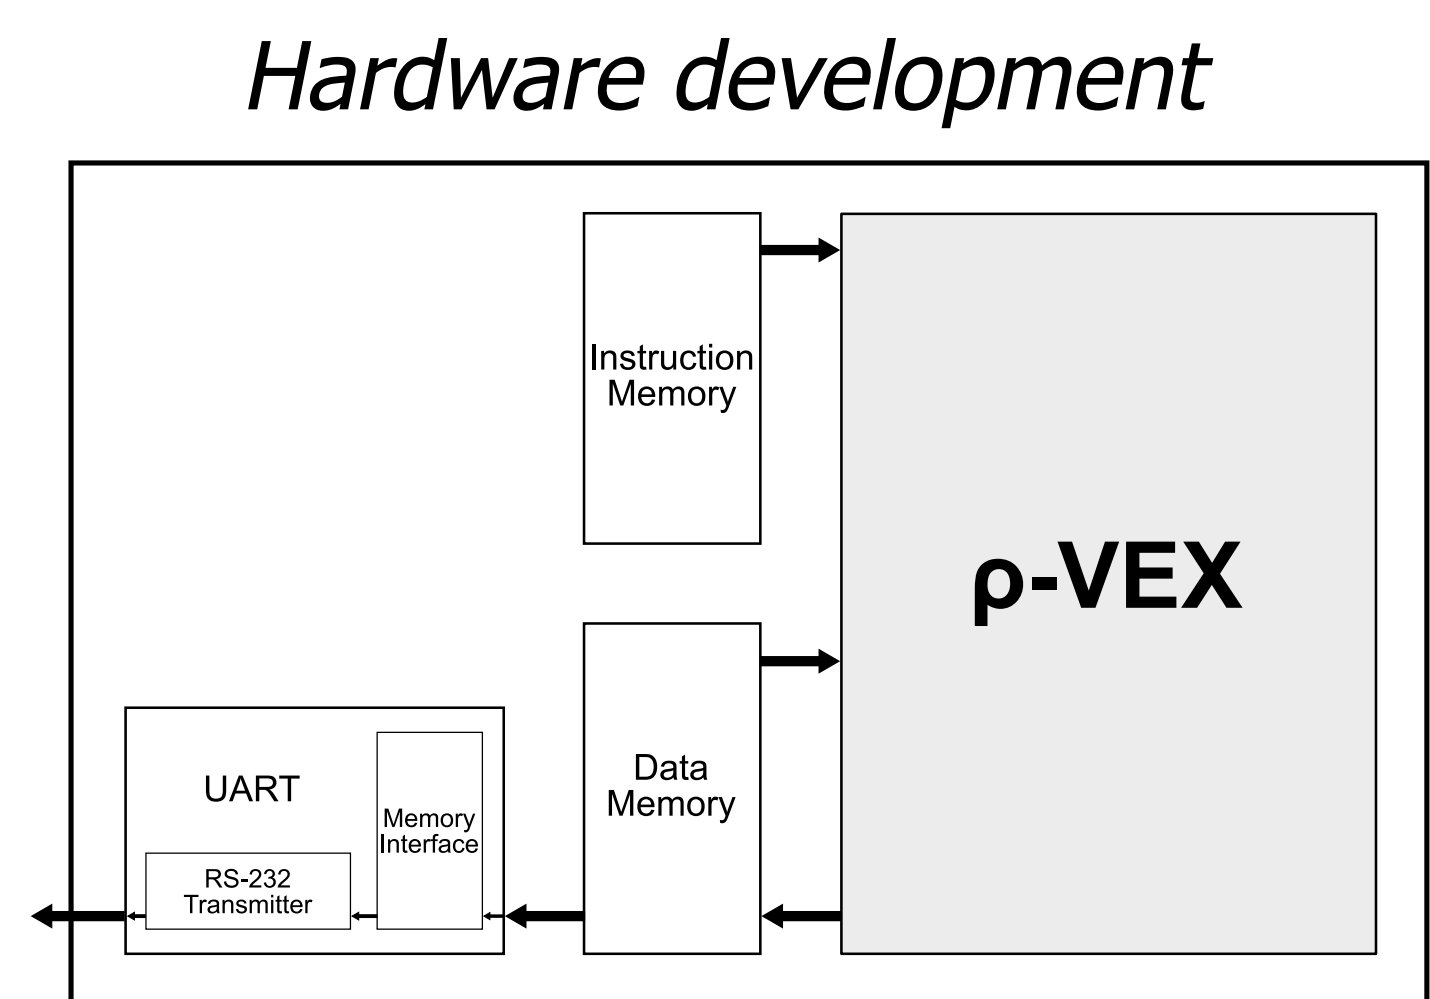 Hardware development
Instruction
Memory
ρ-VEX
Data
Memory
UART
Memory
Interface
RS-232
Transmitter